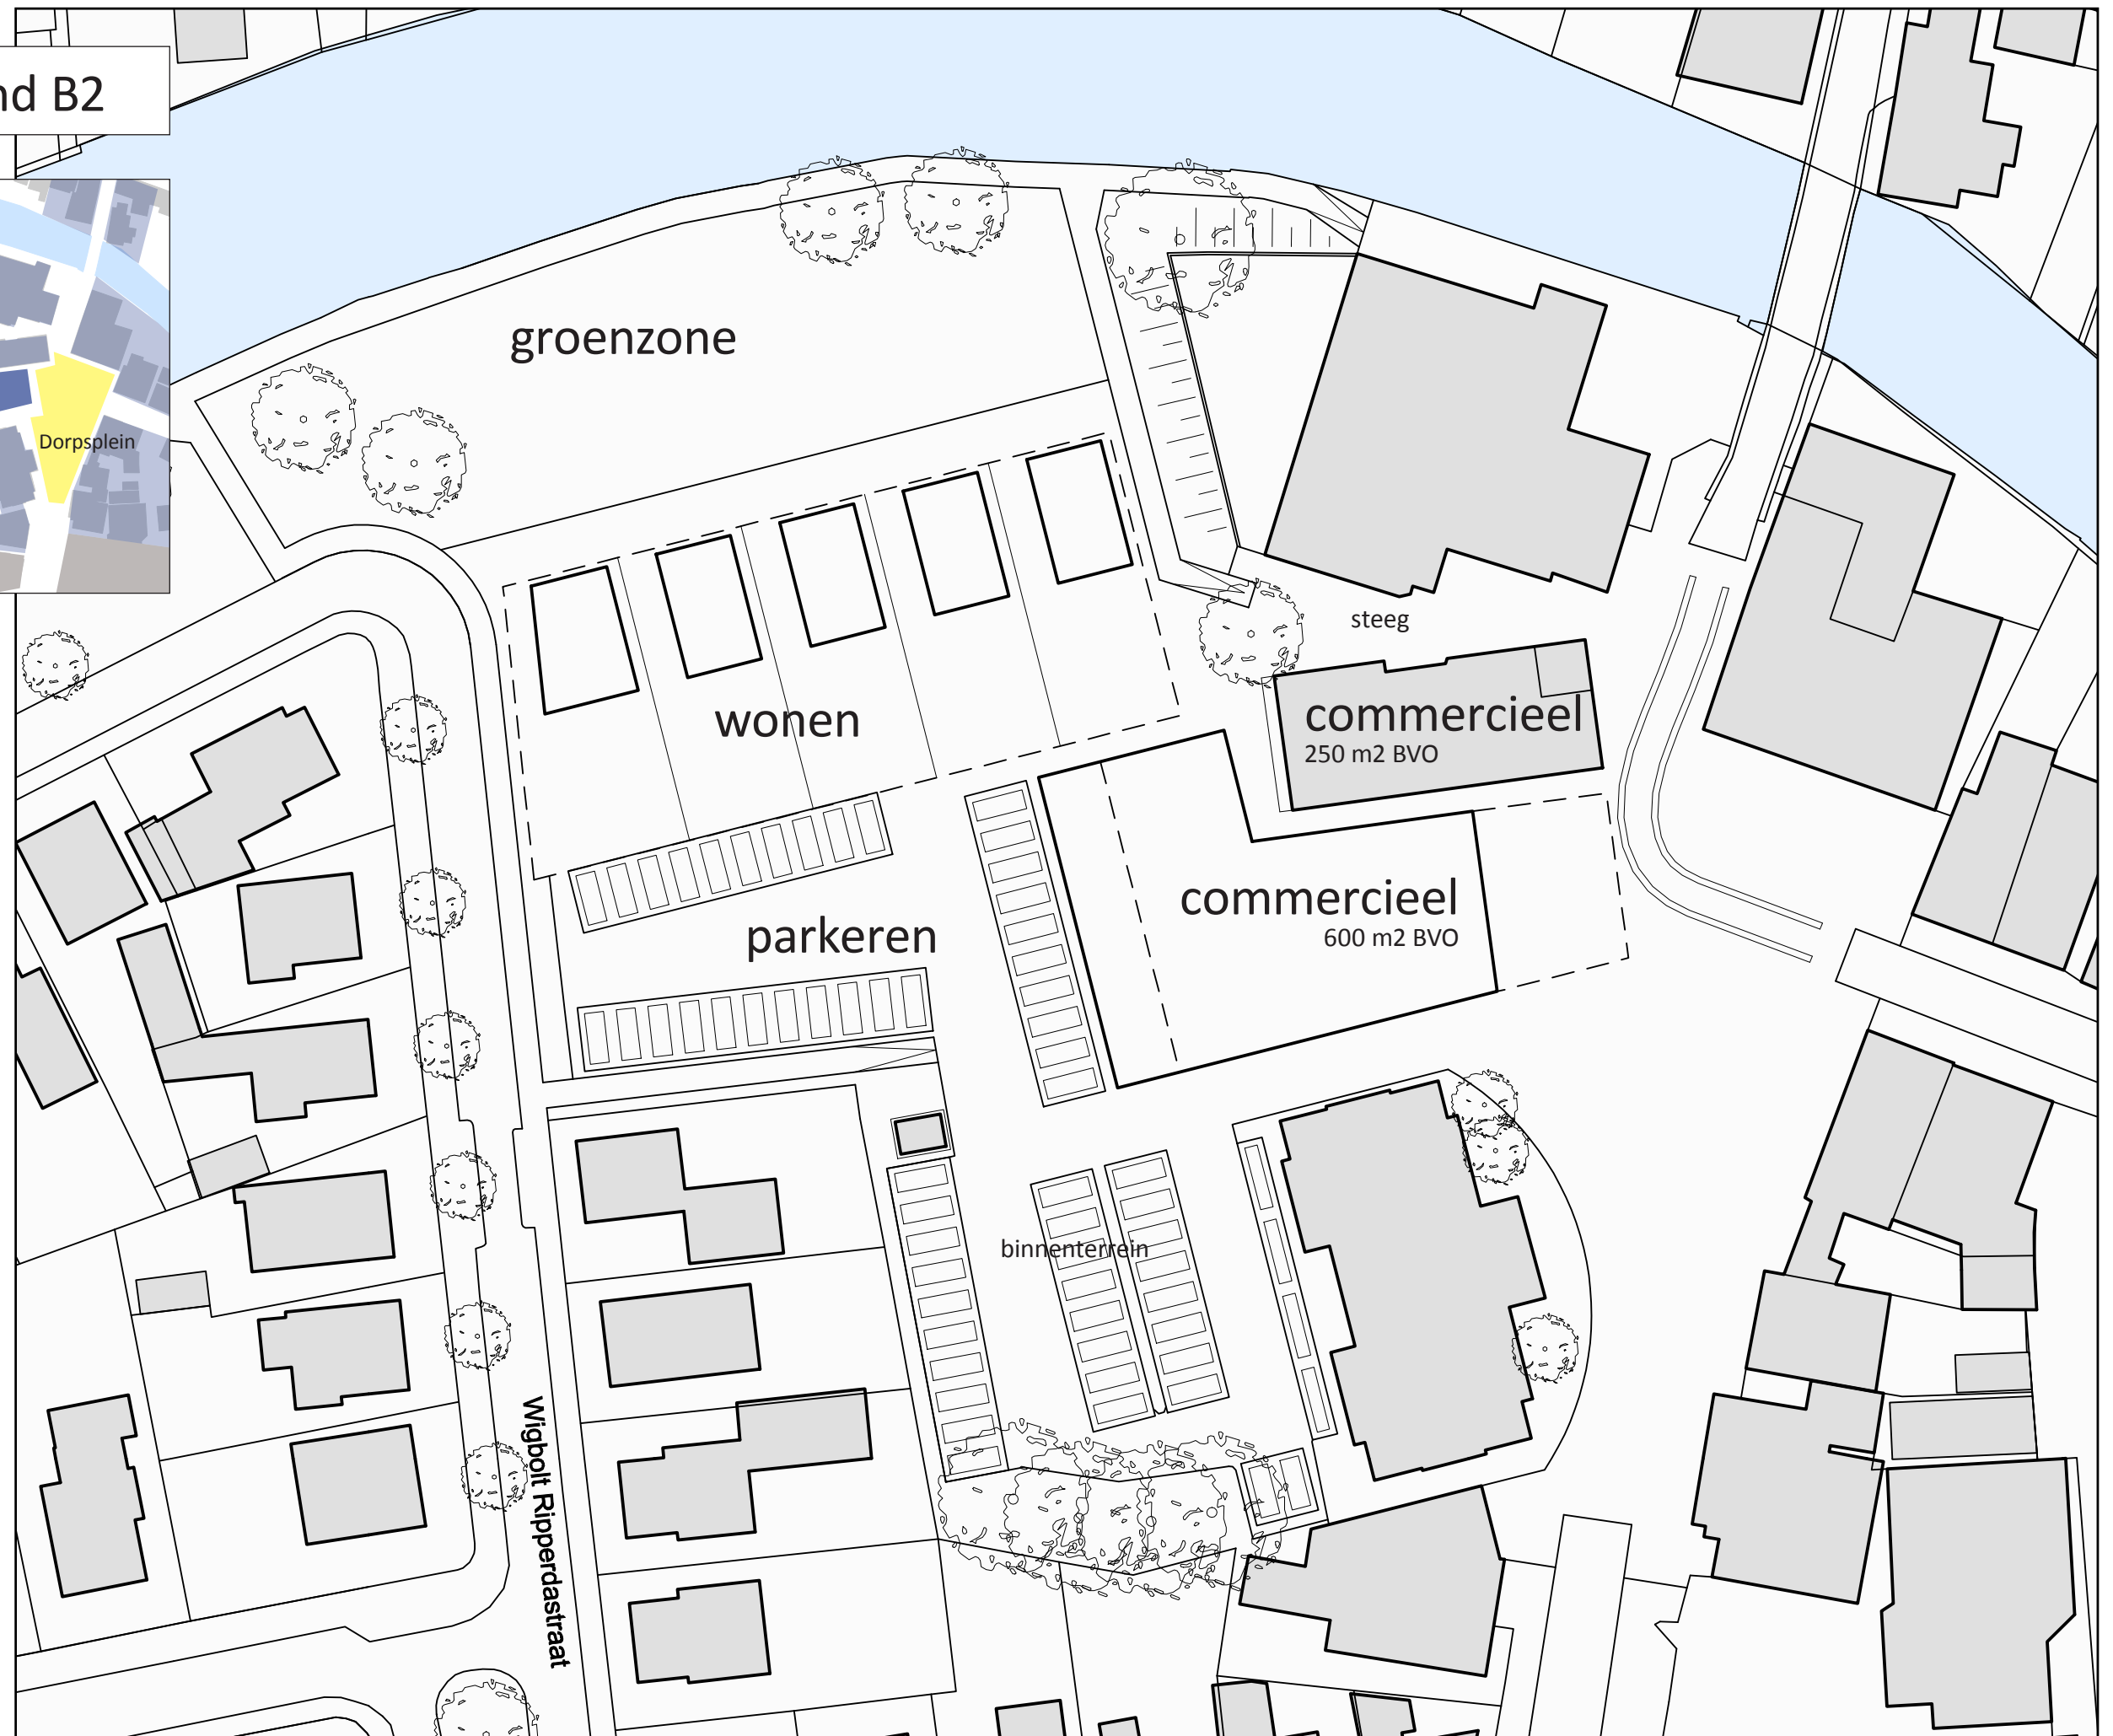 nd B2
Dorpsplein
groenzone
steeg
wonen
commercieel
250 m2 BVO
commercieel
600 m2 BVO
parkeren
binnenterrein
Wigbolt Ripperdastraat